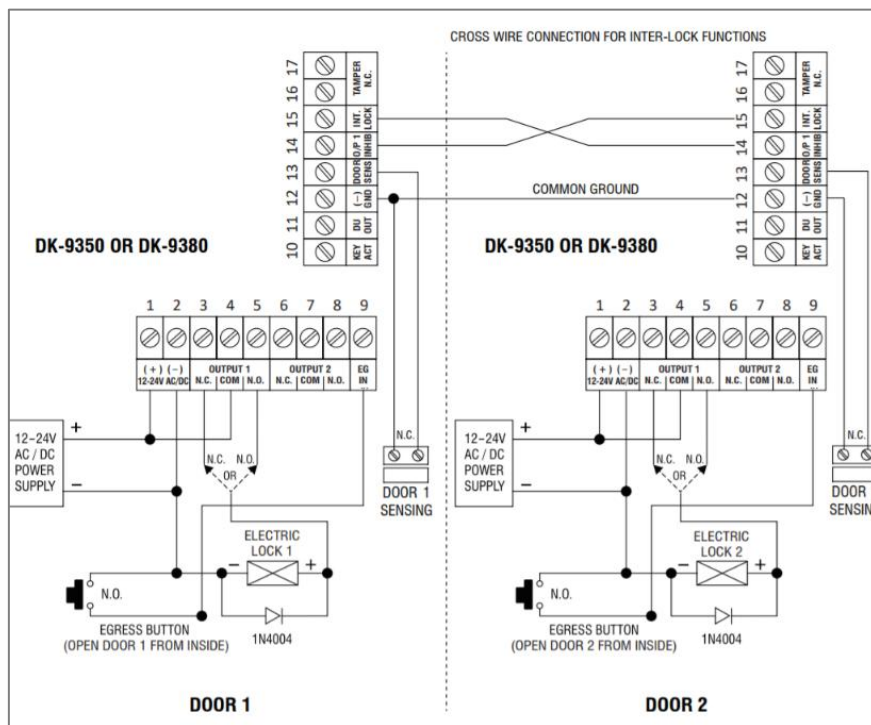 CROSS WIRE CONNECTION FOR INTER-LOCK FUNCTIONS
17 TAMPER
16 N.C.
15 INT. LOCK
14 O/P 1 INHIB
13 DOOR SENS
12 (–) GND
11 DU OUT
10 KEY ACT
COMMON GROUND
17 TAMPER
16 N.C.
15 INT. LOCK
14 O/P 1 INHIB
13 DOOR SENS
12 (–) GND
11 DU OUT
10 KEY ACT
DK-9350 OR DK-9380
1 2 3 4 5 6 7 8 9
(+) (–) OUTPUT 1 OUTPUT 2 EG
12-24V AC/DC N.C. COM N.O. N.C. COM N.O. IN
12–24V
AC / DC
POWER
SUPPLY
+
–
N.C. N.O.
OR
N.C.
DOOR 1
SENSING
ELECTRIC
LOCK 1
– +
N.O.
1N4004
EGRESS BUTTON
(OPEN DOOR 1 FROM INSIDE)
DOOR 1
DK-9350 OR DK-9380
1 2 3 4 5 6 7 8 9
(+) (–) OUTPUT 1 OUTPUT 2 EG
12-24V AC/DC N.C. COM N.O. N.C. COM N.O. IN
12–24V
AC / DC
POWER
SUPPLY
+
–
N.C. N.O.
OR
N.C.
DOOR
SENSIN
ELECTRIC
LOCK 2
– +
N.O.
1N4004
EGRESS BUTTON
(OPEN DOOR 2 FROM INSIDE)
DOOR 2